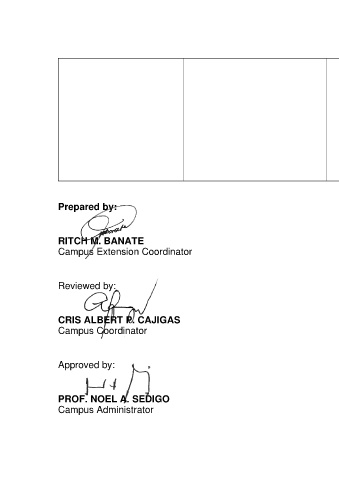 Prepared by:
RITCH M. BANATE
Campus Extension Coordinator
Reviewed by:
CRIS ALBERT P. CAJIGAS
Campus Coordinator
Approved by:
PROF. NOEL A. SEDIGO
Campus Administrator